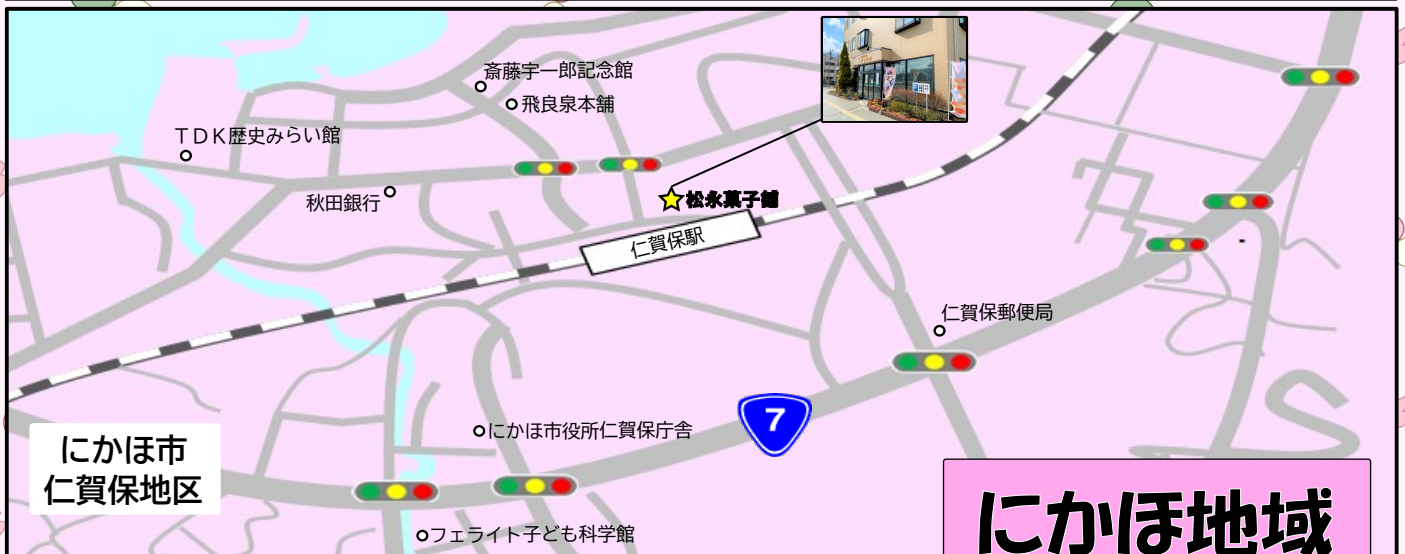 斎藤宇一郎記念館
飛良泉本舗
ＴＤＫ歴史みらい館
秋田銀行
松永菓子舗
仁賀保駅
仁賀保郵便局
7
にかほ市役所仁賀保庁舎
にかほ市
仁賀保地区
フェライト子ども科学館
にかほ地域